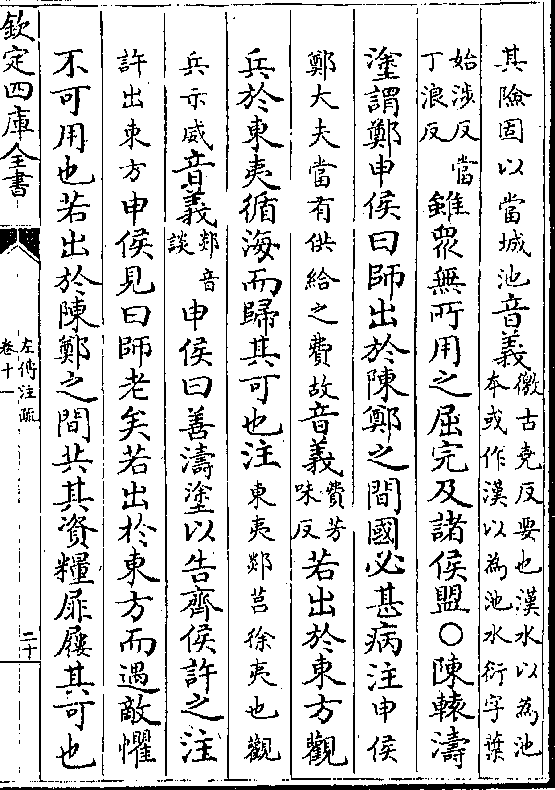 其險固以當城池音義徼古堯反要也漢水以為池
本或作漢以為池水衍字葉
始涉反當
丁浪反雖衆無所用之屈完及諸侯盟○陳轅濤
塗謂鄭申侯曰師出於陳鄭之間國必甚病注申侯
鄭大夫當有供給之費故音義費芳
味反若出於東方觀
兵於東夷循海而歸其可也注東夷郯莒徐夷也觀
兵示威音義郯音
談申侯曰善濤塗以告齊侯許之注
許出東方申侯見曰師老矣若出於東方而遇敵懼
不可用也若出於陳鄭之間共其資糧屝屨其可也
欽定四庫全書
左傳注疏
卷十一
二十